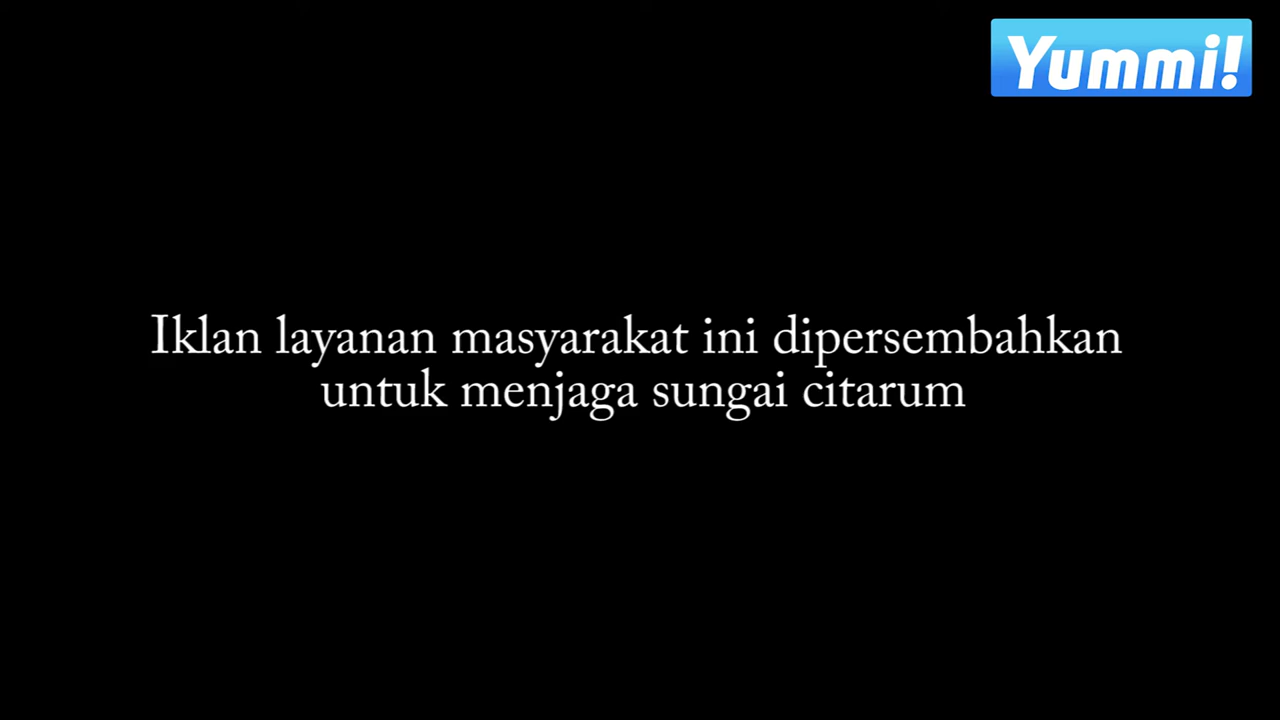 Yummi!
Iklan layanan masyarakat ini dipersembahkan
untuk menjaga sungai citarum